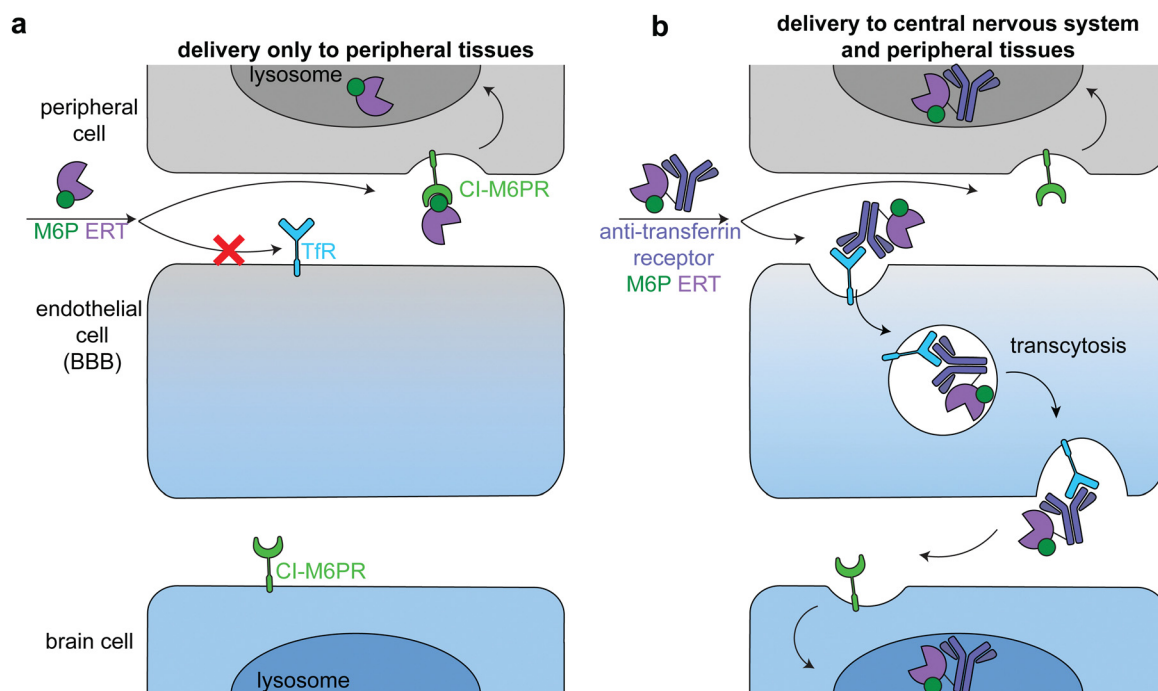 a
delivery only to peripheral tissues
lysosome
peripheral
cell
CI-M6PR
M6P ERT
TfR
endothelial
cell
(BBB)
CI-M6PR
brain cell
lysosome
b
delivery to central nervous system
and peripheral tissues
anti-transferrin
receptor
M6P ERT
transcytosis